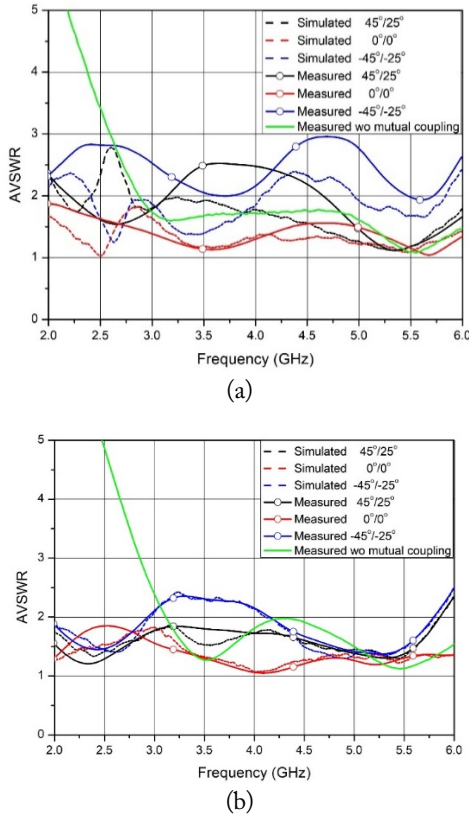 5
4
3
2
1
0
AVSWR
Simulated 45°/25°
Simulated 0°/0°
Simulated -45°/-25°
Measured 45°/25°
Measured 0°/0°
Measured -45°/-25°
Measured wo mutual coupling
2.0 2.5 3.0 3.5 4.0 4.5 5.0 5.5 6.0
Frequency (GHz)
(a)
5
4
3
2
1
0
AVSWR
Simulated 45°/25°
Simulated 0°/0°
Simulated -45°/-25°
Measured 45°/25°
Measured 0°/0°
Measured -45°/-25°
Measured wo mutual coupling
2.0 2.5 3.0 3.5 4.0 4.5 5.0 5.5 6.0
Frequency (GHz)
(b)